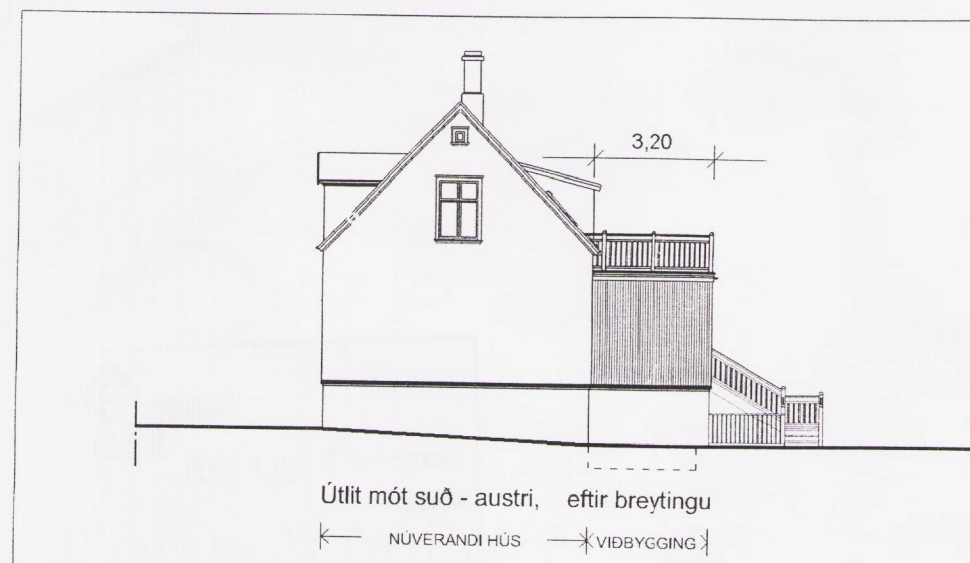 3,20
Útlit mót suð - austri, eftir breytingu
NÚVERANDI HÚS VIÐBYGGING